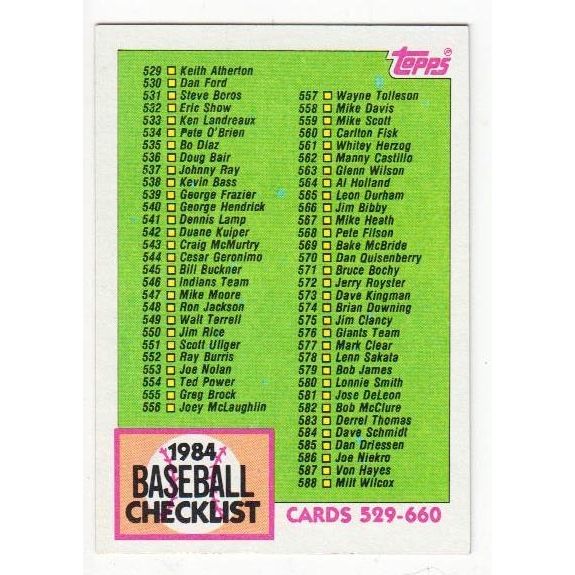 Topps
529 Keith Atherton
530 Dan Ford
531 Steve Boros
532 Eric Show
533 Ken Landreaux
534 Pete O'Brien
535 Bo Diaz
536 Doug Bair
537 Johnny Ray
538 Kevin Bass
539 George Frazier
540 George Hendrick
541 Dennis Lamp
542 Duane Kuiper
543 Craig McMurtry
544 Cesar Geronimo
545 Bill Buckner
546 Indians Team
547 Mike Moore
548 Ron Jackson
549 Walt Terrell
550 Jim Rice
551 Scott Ullger
552 Ray Burris
553 Joe Nolan
554 Ted Power
555 Greg Brock
556 Joey McLaughlin
557 Wayne Tolleson
558 Mike Davis
559 Mike Scott
560 Carlton Fisk
561 Whitey Herzog
562 Manny Castillo
563 Glenn Wilson
564 Al Holland
565 Leon Durham
566 Jim Bibby
567 Mike Heath
568 Pete Filson
569 Bake McBride
570 Dan Quisenberry
571 Bruce Bochy
572 Jerry Royster
573 Dave Kingman
574 Brian Downing
575 Jim Clancy
576 Giants Team
577 Mark Clear
578 Lenn Sakata
579 Bob James
580 Lonnie Smith
581 Jose DeLeon
582 Bob McClure
583 Derrel Thomas
584 Dave Schmidt
585 Dan Driessen
586 Joe Niekro
587 Von Hayes
588 Milt Wilcox
1984
BASEBALL
CHECKLIST
CARDS 529-660